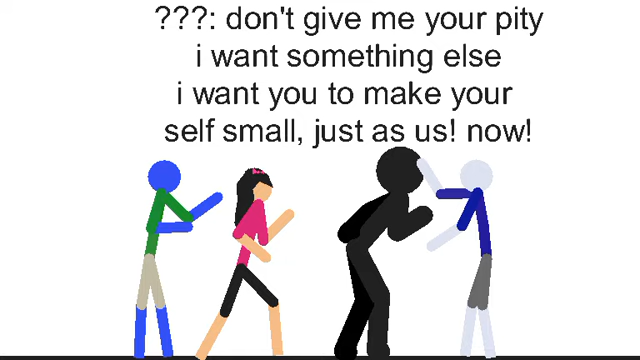 ???: don't give me your pity
i want something else
i want you to make your
self small, just as us! now!